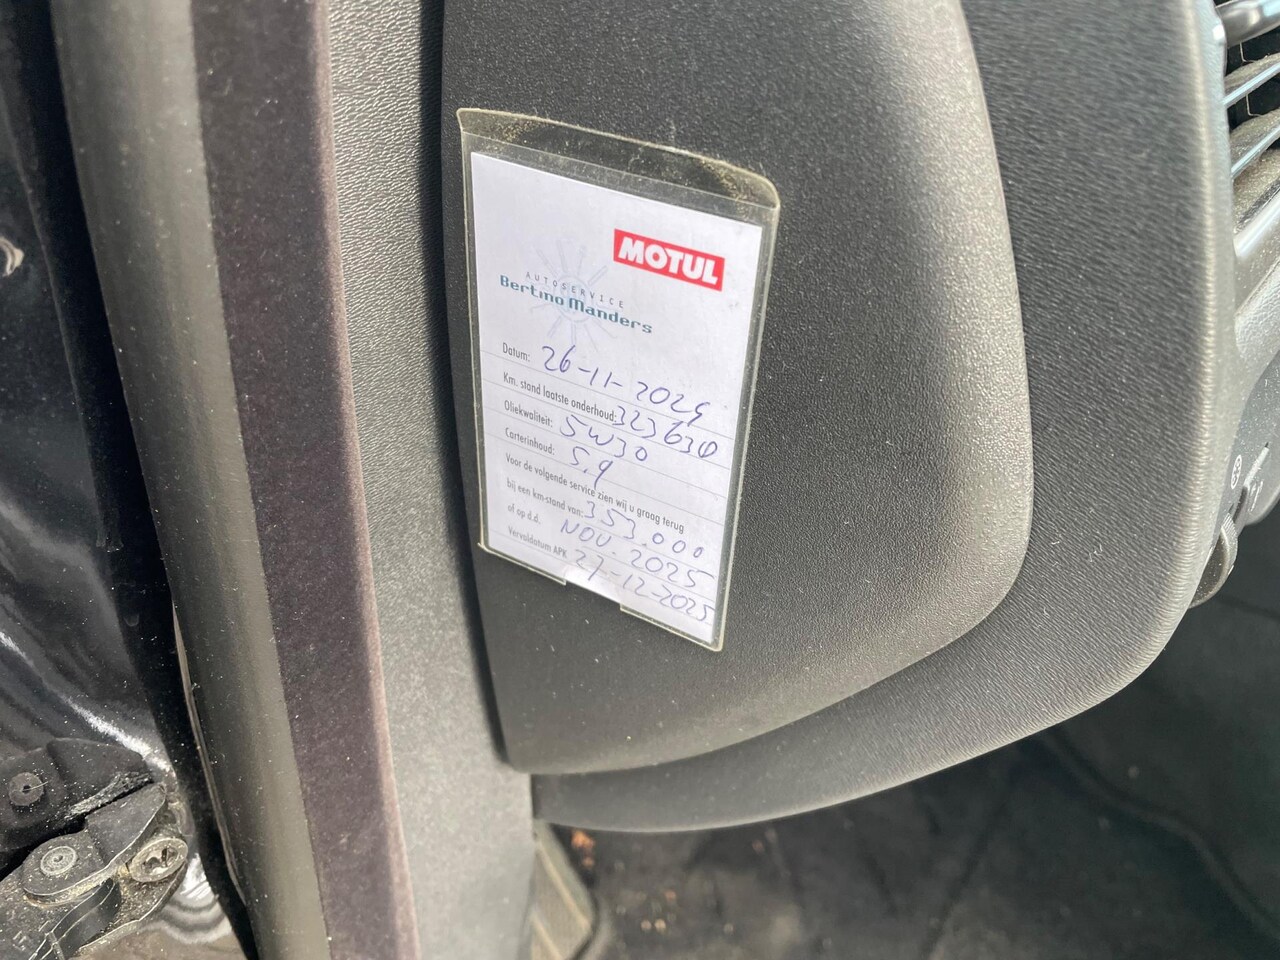 MOTUL
AUTOSERVICE
Bertino Manders
Datum: 26-11-2024
Km. stand laatste onderhoud: 323630
Oliekwaliteit: 5W30
Carterinhoud: 5.9
Voor de volgende service zien wij u graag terug
bij een km-stand van: 353.000
of op d.d. NOV. 2025
Vervaldatum APK 27-12-2025